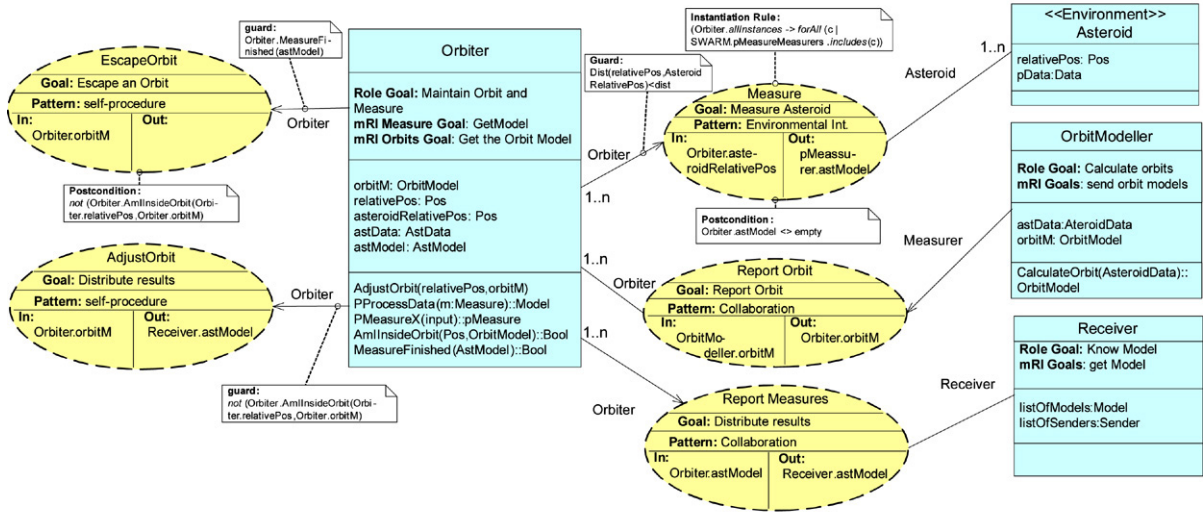 guard:
Orbiter.MeasureFi-
nished(astModel)
EscapeOrbit
Goal: Escape an Orbit
Pattern: self-procedure
In:
Orbiter.orbitM
Out:
Orbiter
Postcondition:
not (Orbiter.AmIInsideOrbit(Orbi-
ter.relativePos,Orbiter.orbitM)
AdjustOrbit
Goal: Distribute results
Pattern: self-procedure
In:
Orbiter.orbitM
Out:
Receiver.astModel
Orbiter
guard:
not (Orbiter.AmIInsideOrbit(Orbi-
ter.relativePos,Orbiter.orbitM)
Orbiter
Role Goal: Maintain Orbit and
Measure
mRI Measure Goal: GetModel
mRI Orbits Goal: Get the Orbit Model
orbitM: OrbitModel
relativePos: Pos
asteroidRelativePos: Pos
astData: AstData
astModel: AstModel
AdjustOrbit(relativePos,orbitM)
PProcessData(m:Measure)::Model
PMeasureX(input)::pMeasure
AmIInsideOrbit(Pos,OrbitModel)::Bool
MeasureFinished(AstModel)::Bool
Guard:
Dist(relativePos,Asteroid
RelativePos)<dist
Instantiation Rule:
(Orbiter.allInstances -> forAll (c |
SWARM.pMeasureMeasurers .includes(c))
Orbiter
1..n
Measure
Goal: Measure Asteroid
Pattern: Environmental Int.
In:
Orbiter.aste-
roidRelativePos
Out:
pMeassu-
rer.astModel
Postcondition:
Orbiter.astModel <> empty
Asteroid
1..n
1..n
Orbiter
Report Orbit
Goal: Report Orbit
Pattern: Collaboration
In:
OrbitMo-
deller.orbitM
Out:
Orbiter.orbitM
Measurer
1..n
Orbiter
Report Measures
Goal: Distribute results
Pattern: Collaboration
In:
Orbiter.astModel
Out:
Receiver.astModel
Receiver
<<Environment>>
Asteroid
relativePos: Pos
pData:Data
OrbitModeller
Role Goal: Calculate orbits
mRI Goals: send orbit models
astData:AteroidData
orbitM: OrbitModel
CalculateOrbit(AsteroidData)::
OrbitModel
Receiver
Role Goal: Know Model
mRI Goals: get Model
listOfModels:Model
listOfSenders:Sender